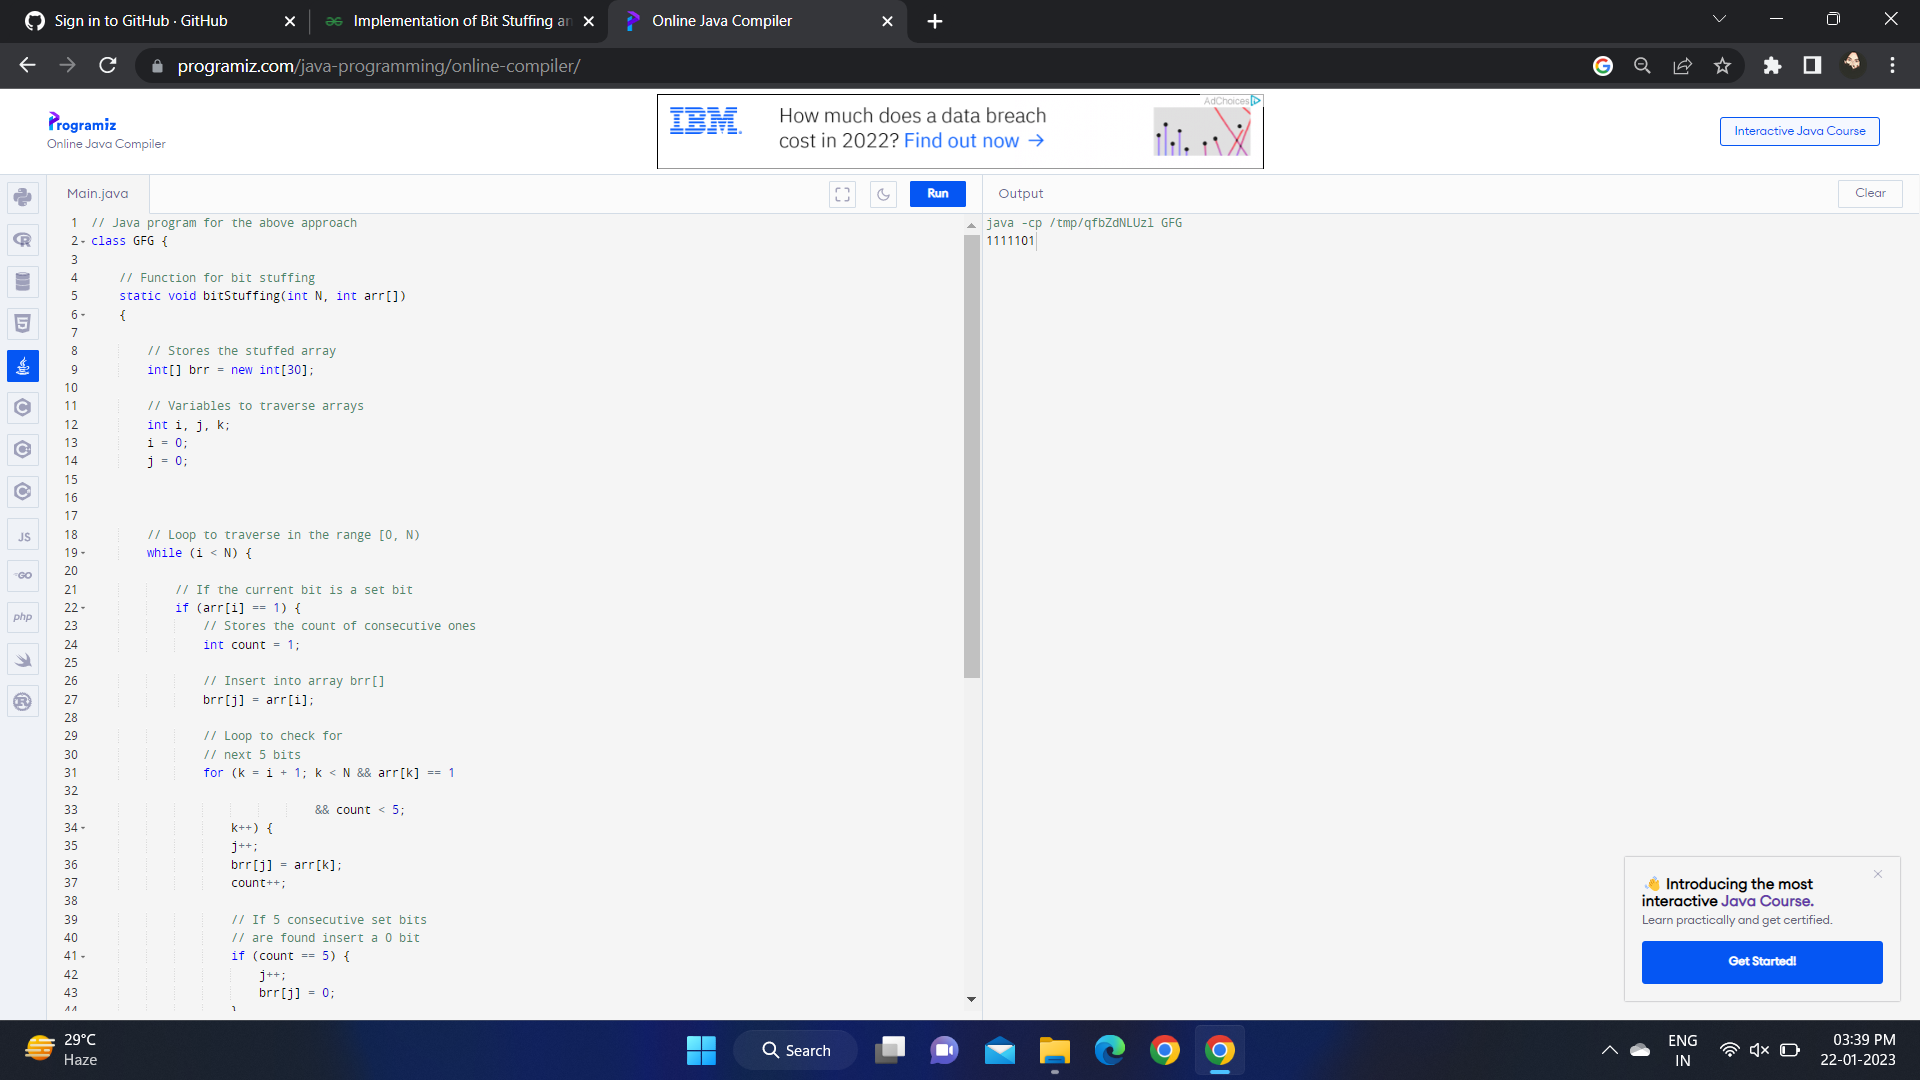 Sign in to GitHub · GitHub
Implementation of Bit Stuffing an
Online Java Compiler
programiz.com/java-programming/online-compiler/
Programiz
Online Java Compiler
IBM
How much does a data breach
cost in 2022? Find out now →
AdChoices
Interactive Java Course
Main.java
Run
Output
Clear
1 // Java program for the above approach
2 class GFG {
3
4 // Function for bit stuffing
5 static void bitStuffing(int N, int arr[])
6 {
7
8 // Stores the stuffed array
9 int[] brr = new int[30];
10
11 // Variables to traverse arrays
12 int i, j, k;
13 i = 0;
14 j = 0;
15
16
17
18 // Loop to traverse in the range [0, N)
19 while (i < N) {
20
21 // If the current bit is a set bit
22 if (arr[i] == 1) {
23 // Stores the count of consecutive ones
24 int count = 1;
25
26 // Insert into array brr[]
27 brr[j] = arr[i];
28
29 // Loop to check for
30 // next 5 bits
31 for (k = i + 1; k < N && arr[k] == 1
32
33 && count < 5;
34 k++) {
35 j++;
36 brr[j] = arr[k];
37 count++;
38
39 // If 5 consecutive set bits
40 // are found insert a 0 bit
41 if (count == 5) {
42 j++;
43 brr[j] = 0;
44 }
java -cp /tmp/qfbZdNLUzl GFG
1111101
JS
GO
php
👋 Introducing the most
interactive Java Course.
Learn practically and get certified.
Get Started!
29°C
Haze
Search
ENG
IN
03:39 PM
22-01-2023